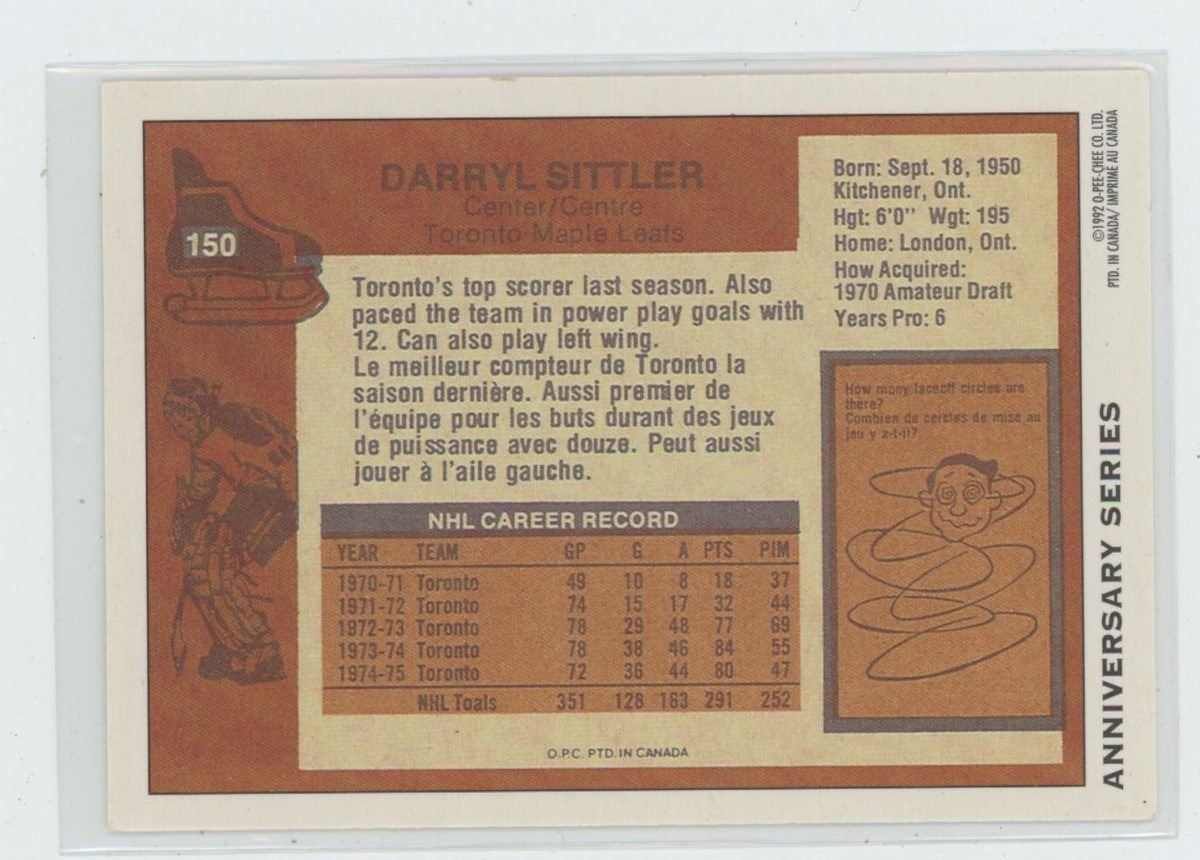 DARRYL SITTLER
Center/Centre
Toronto Maple Leafs
150
Born: Sept. 18, 1950
Kitchener, Ont.
Hgt: 6'0" Wgt: 195
Home: London, Ont.
How Acquired:
1970 Amateur Draft
Years Pro: 6
Toronto's top scorer last season. Also
paced the team in power play goals with
12. Can also play left wing.
Le meilleur compteur de Toronto la
saison dernière. Aussi premier de
l'équipe pour les buts durant des jeux
de puissance avec douze. Peut aussi
jouer à l'aile gauche.
How many faceoff circles are
there?
Combien de cercles de mise au
jeu y a-t-il?
NHL CAREER RECORD
YEAR TEAM GP G A PTS PIM
1970-71 Toronto 49 10 8 18 37
1971-72 Toronto 74 15 17 32 44
1972-73 Toronto 78 29 48 77 69
1973-74 Toronto 78 38 46 84 55
1974-75 Toronto 72 36 44 80 47
NHL Toals 351 128 163 291 252
O.P.C. PTD. IN CANADA
©1992 O-PEE-CHEE CO. LTD.
PTD. IN CANADA/ IMPRIME AU CANADA
ANNIVERSARY SERIES